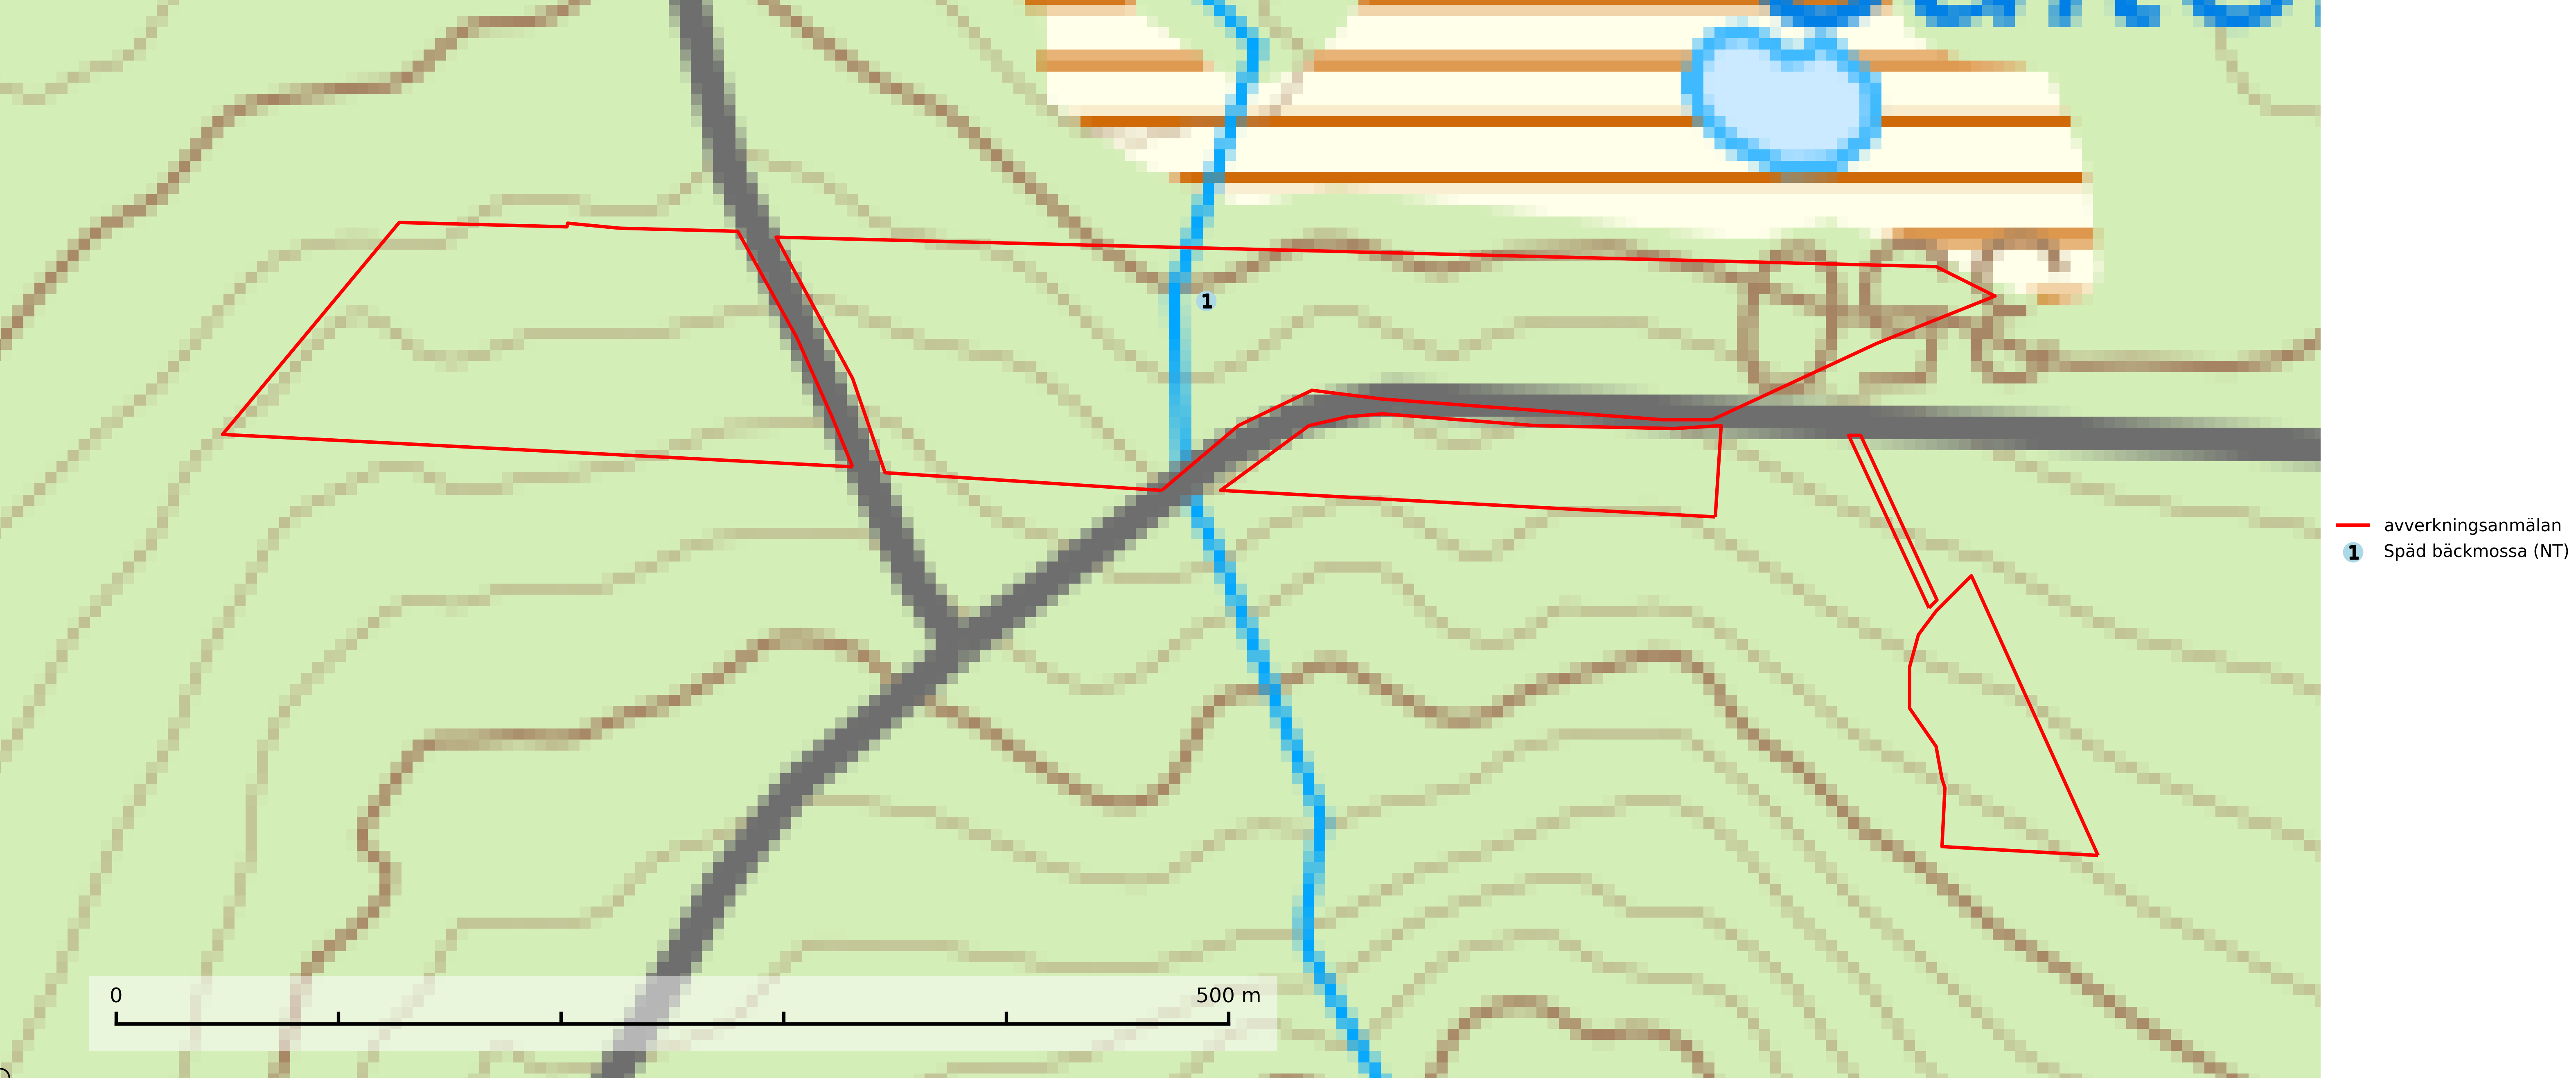 1
avverkningsanmälan
1 Späd bäckmossa (NT)
0 500 m